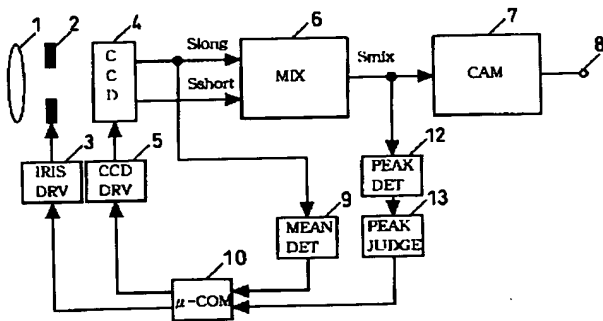 1 2 4 6 7
Slong
Sshort
C
C
D
MIX
Smix
CAM
8
3 5 12
IRIS
DRV
CCD
DRV
PEAK
DET
9 13
MEAN
DET
PEAK
JUDGE
10
μ-COM